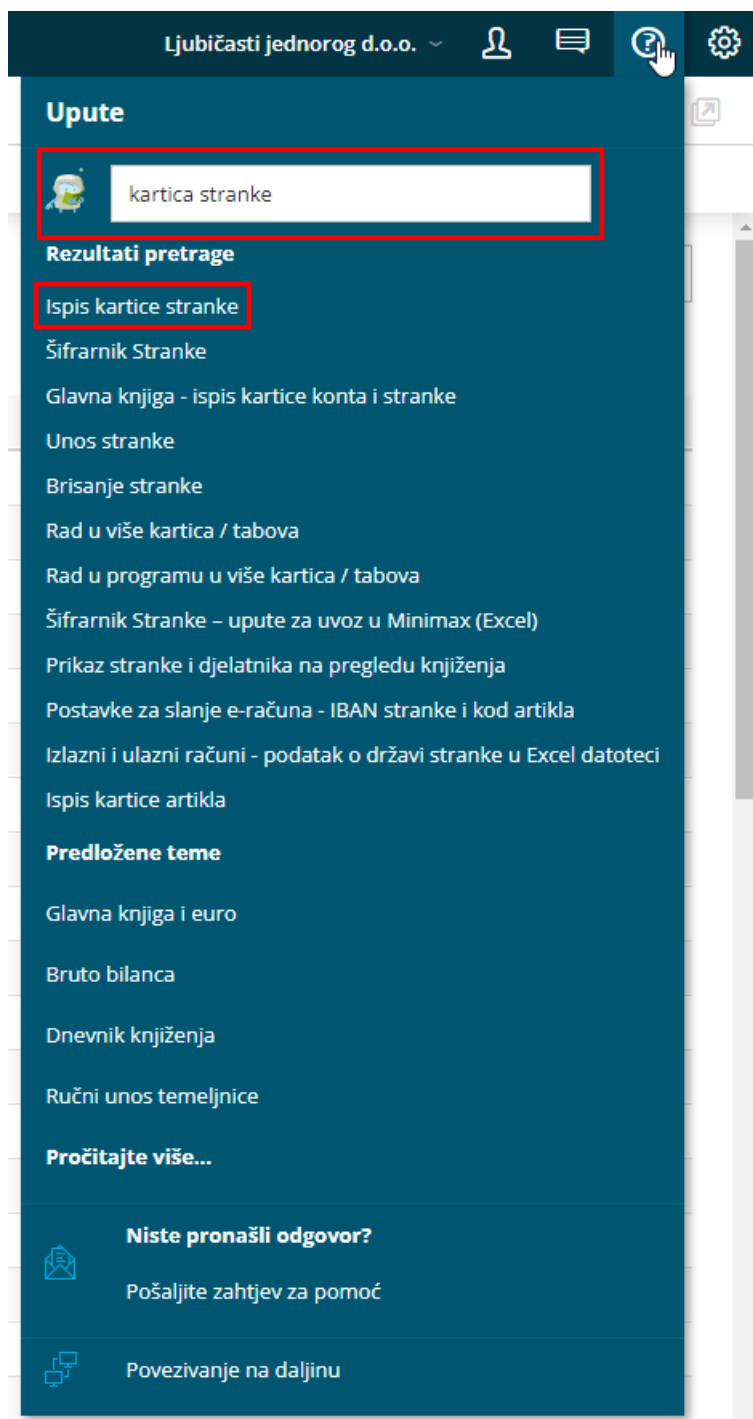 Ljubičasti jednorog d.o.o.
Upute
kartica stranke
Rezultati pretrage
Ispis kartice stranke
Šifrarnik Stranke
Glavna knjiga - ispis kartice konta i stranke
Unos stranke
Brisanje stranke
Rad u više kartica / tabova
Rad u programu u više kartica / tabova
Šifrarnik Stranke – upute za uvoz u Minimax (Excel)
Prikaz stranke i djelatnika na pregledu knjiženja
Postavke za slanje e-računa - IBAN stranke i kod artikla
Izlazni i ulazni računi - podatak o državi stranke u Excel datoteci
Ispis kartice artikla
Predložene teme
Glavna knjiga i euro
Bruto bilanca
Dnevnik knjiženja
Ručni unos temeljnice
Pročitajte više...
Niste pronašli odgovor?
Pošaljite zahtjev za pomoć
Povezivanje na daljinu